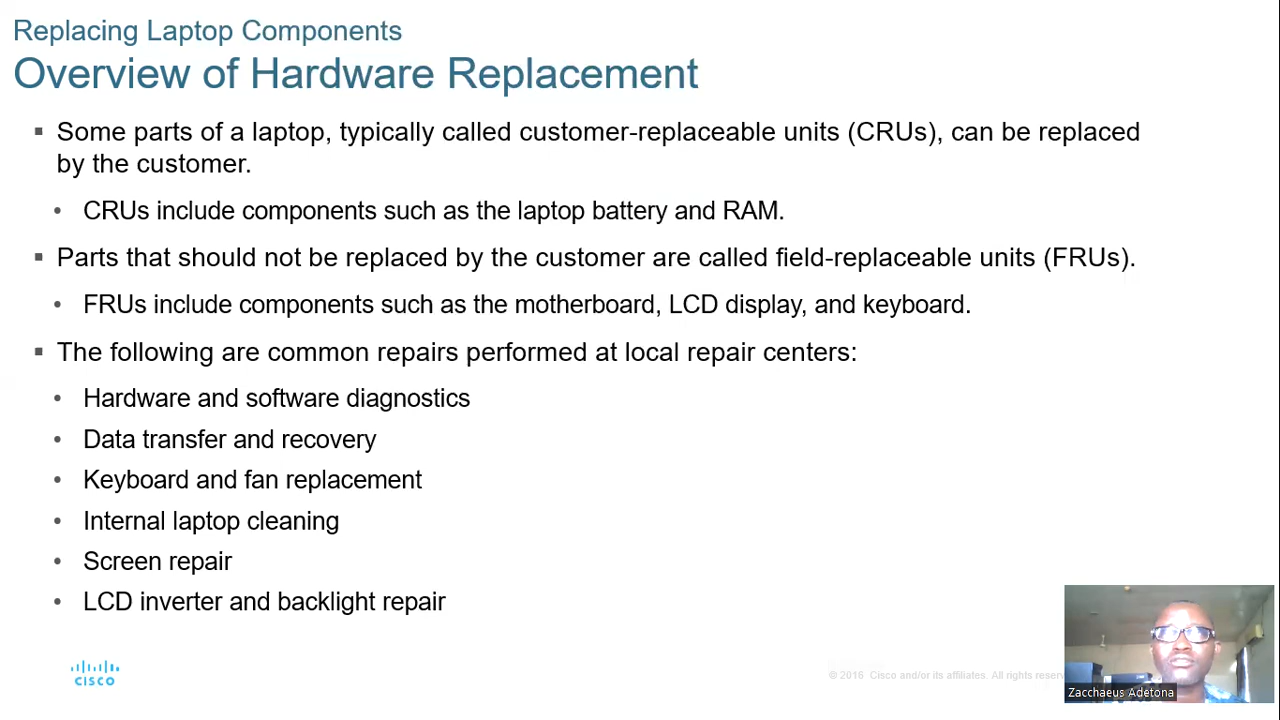 Replacing Laptop Components
Overview of Hardware Replacement
▪ Some parts of a laptop, typically called customer-replaceable units (CRUs), can be replaced
by the customer.
• CRUs include components such as the laptop battery and RAM.
▪ Parts that should not be replaced by the customer are called field-replaceable units (FRUs).
• FRUs include components such as the motherboard, LCD display, and keyboard.
▪ The following are common repairs performed at local repair centers:
• Hardware and software diagnostics
• Data transfer and recovery
• Keyboard and fan replacement
• Internal laptop cleaning
• Screen repair
• LCD inverter and backlight repair
CISCO
© 2016 Cisco and/or its affiliates. All rights
Zacchaeus Adetona